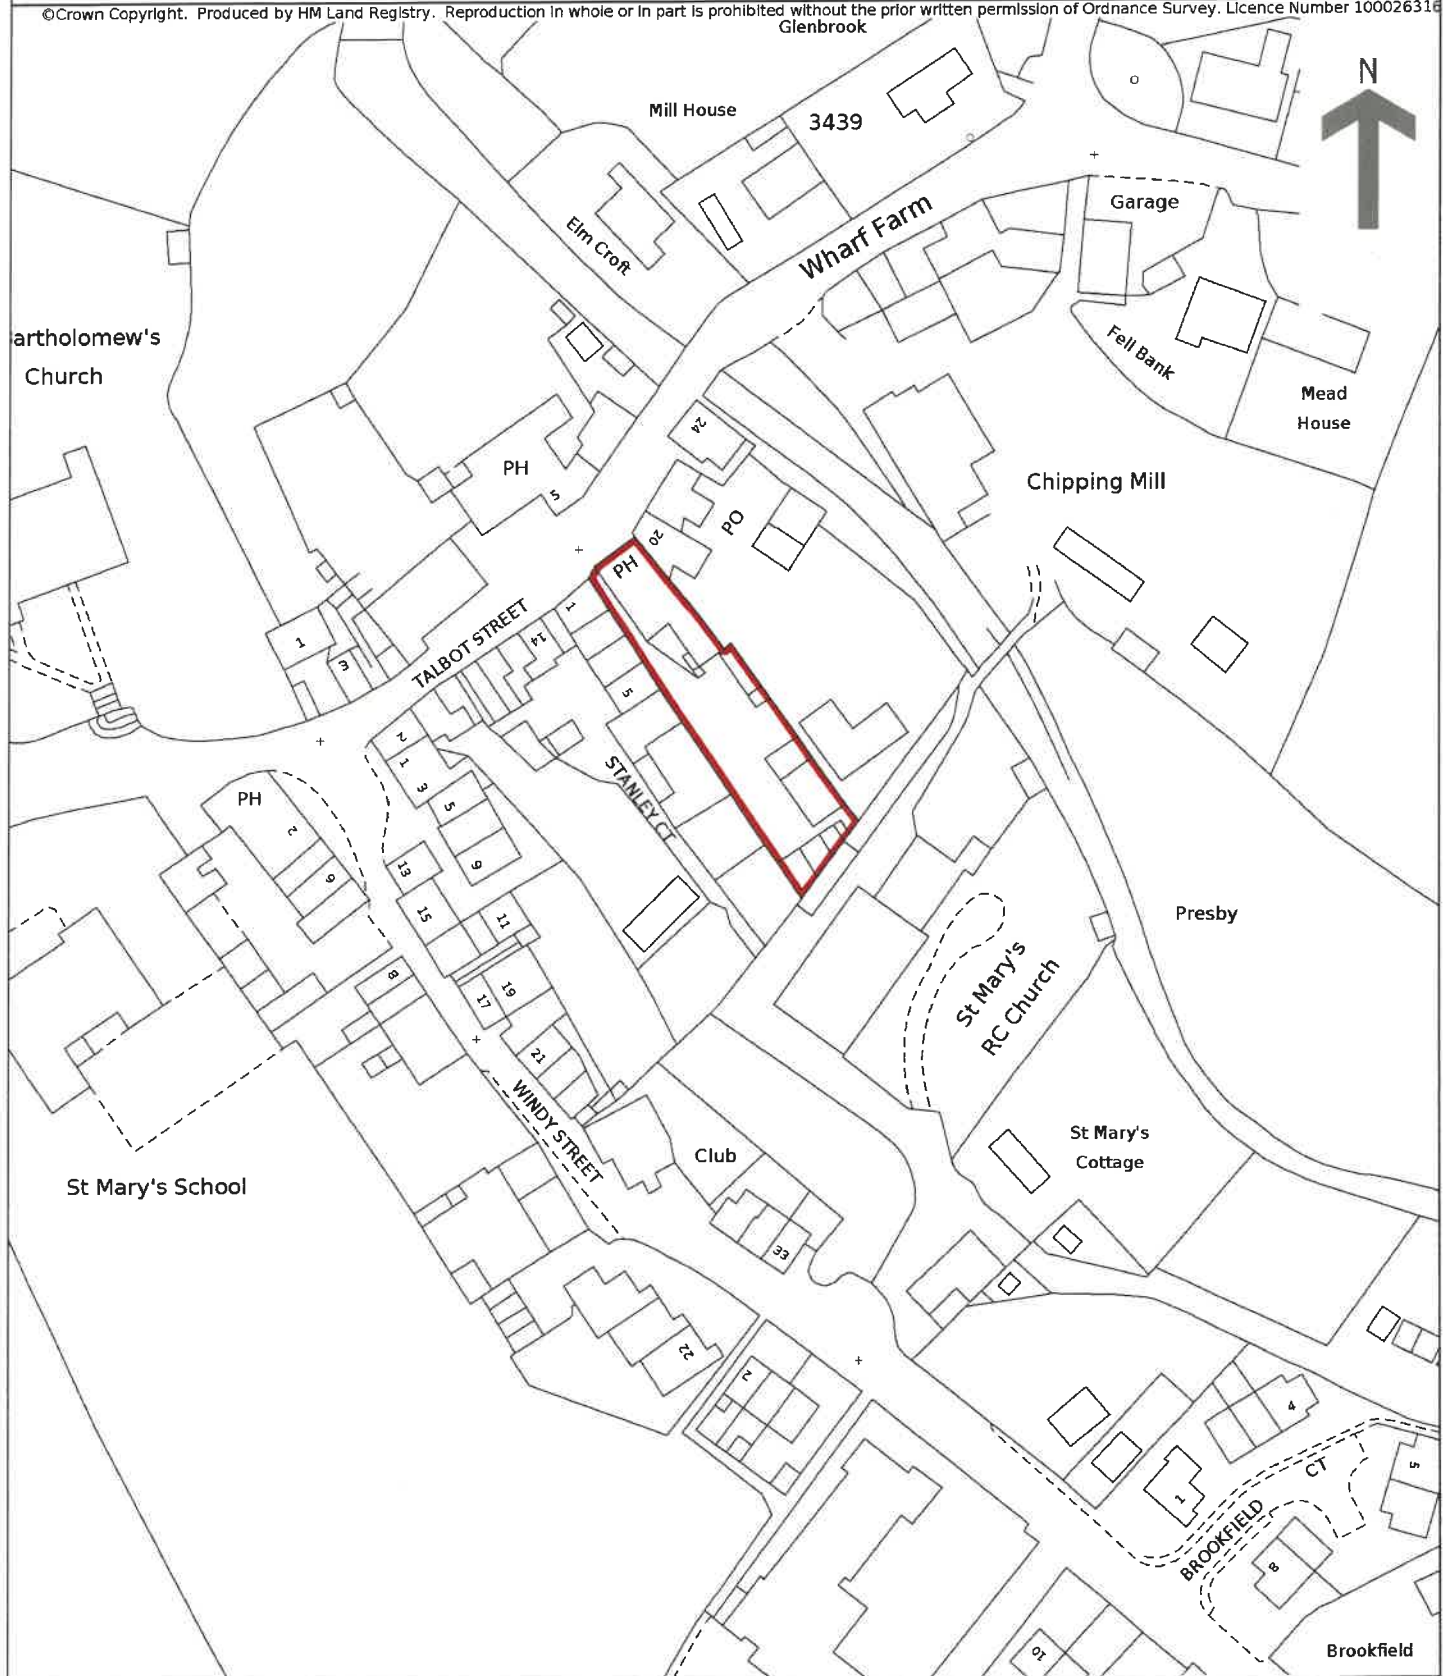 ©Crown Copyright. Produced by HM Land Registry. Reproduction in whole or in part is prohibited without the prior written permission of Ordnance Survey. Licence Number 100026316
Glenbrook
N
Mill House
3439
Garage
Wharf Farm
Elm Croft
artholomew's
Church
Fell Bank
Mead
House
24
PH
5
Chipping Mill
PO
20
PH
1
TALBOT STREET
14
1
3
5
2
1
3
5
9
STANLEY CT
PH
2
6
13
15
11
8
17
19
21
Presby
St Mary's
RC Church
WINDY STREET
Club
St Mary's
Cottage
St Mary's School
33
22
2
4
1
CT
BROOKFIELD
5
8
10
Brookfield